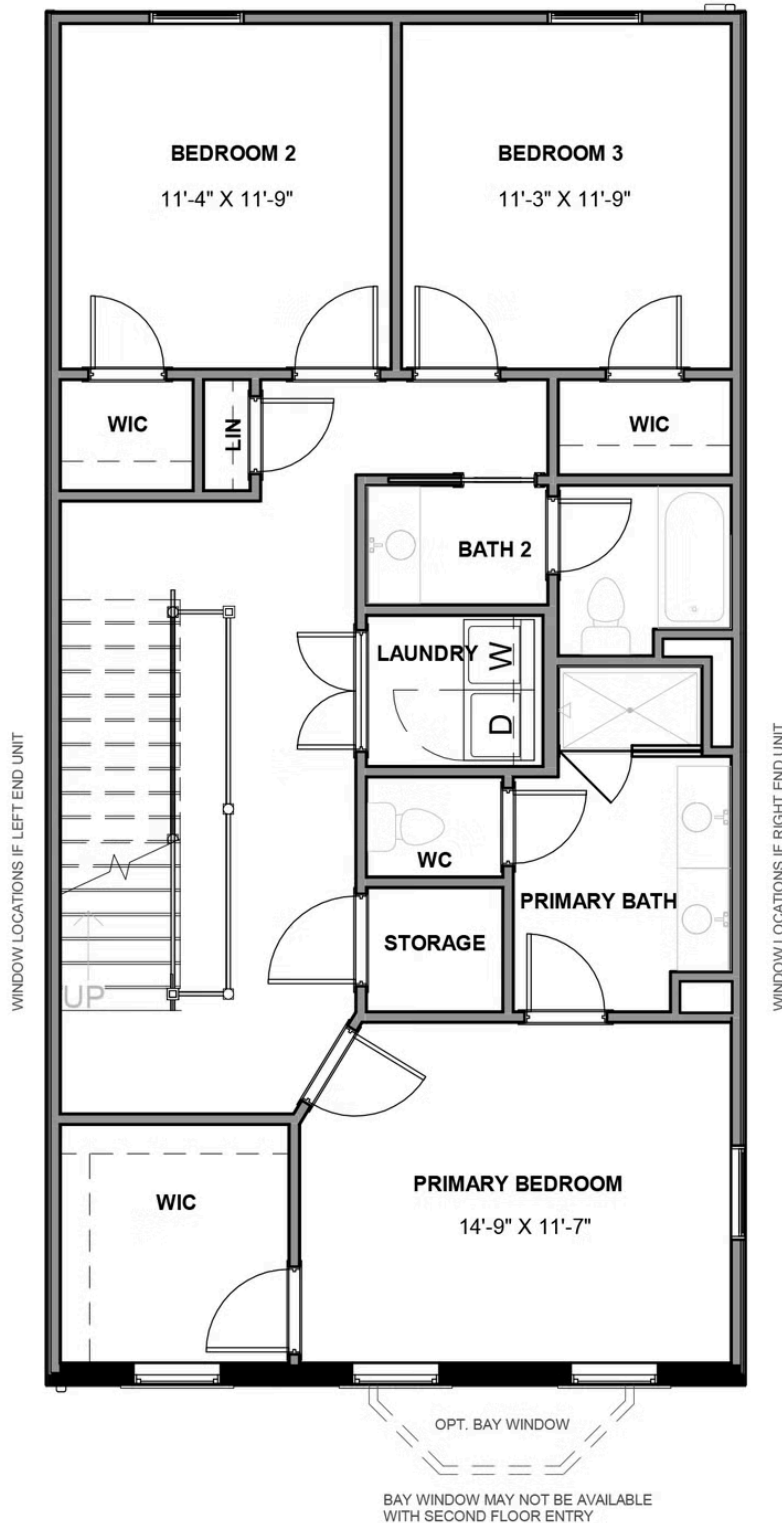 BEDROOM 2
11'-4" X 11'-9"
BEDROOM 3
11'-3" X 11'-9"
WIC
LIN
WIC
BATH 2
LAUNDRY
W
D
WC
STORAGE
PRIMARY BATH
UP
WINDOW LOCATIONS IF LEFT END UNIT
WINDOW LOCATIONS IF RIGHT END UNIT
WIC
PRIMARY BEDROOM
14'-9" X 11'-7"
OPT. BAY WINDOW
BAY WINDOW MAY NOT BE AVAILABLE
WITH SECOND FLOOR ENTRY